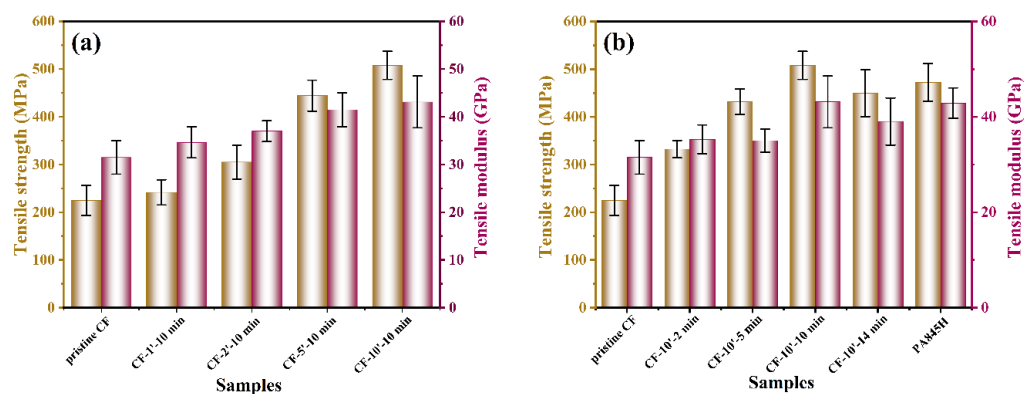 (a)
600
500
400
300
200
100
0
Tensile strength (MPa)
60
50
40
30
20
10
0
Tensile modulus (GPa)
pristine CF
CF-1'-10 min
CF-2'-10 min
CF-5'-10 min
CF-10'-10 min
Samples
(b)
600
500
400
300
200
100
0
Tensile strength (MPa)
60
40
20
0
Tensile modulus (GPa)
pristine CF
CF-10'-2 min
CF-10'-5 min
CF-10'-10 min
CF-10'-14 min
PA845H
Samples